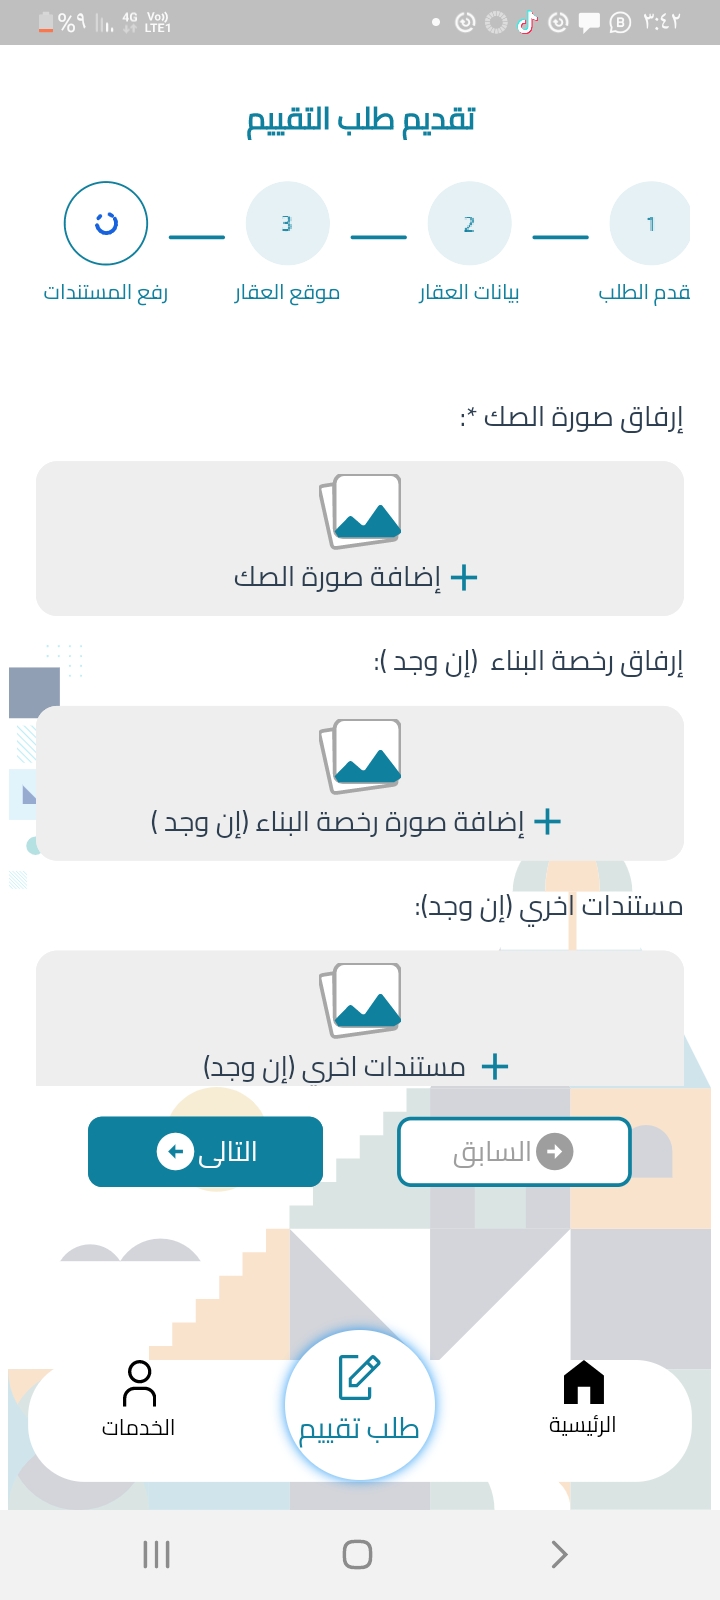 %٩ 4G Vo)) LTE1 ٣:٤٢
تقديم طلب التقييم
1 2 3
قدم الطلب بيانات العقار موقع العقار رفع المستندات
إرفاق صورة الصك *:
إضافة صورة الصك
إرفاق رخصة البناء (إن وجد ):
إضافة صورة رخصة البناء (إن وجد )
مستندات اخري (إن وجد):
مستندات اخري (إن وجد)
السابق التالى
الرئيسية طلب تقييم الخدمات